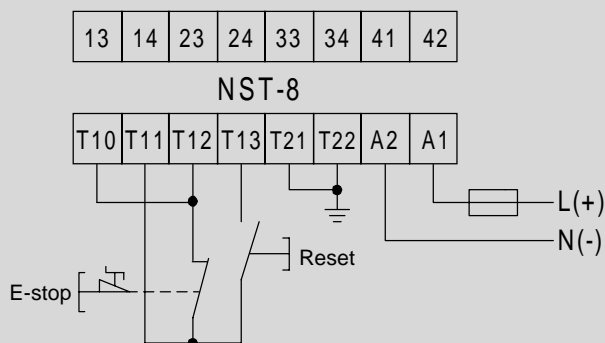 13 14 23 24 33 34 41 42
NST-8
T10 T11 T12 T13 T21 T22 A2 A1
L(+)
N(-)
Reset
E-stop